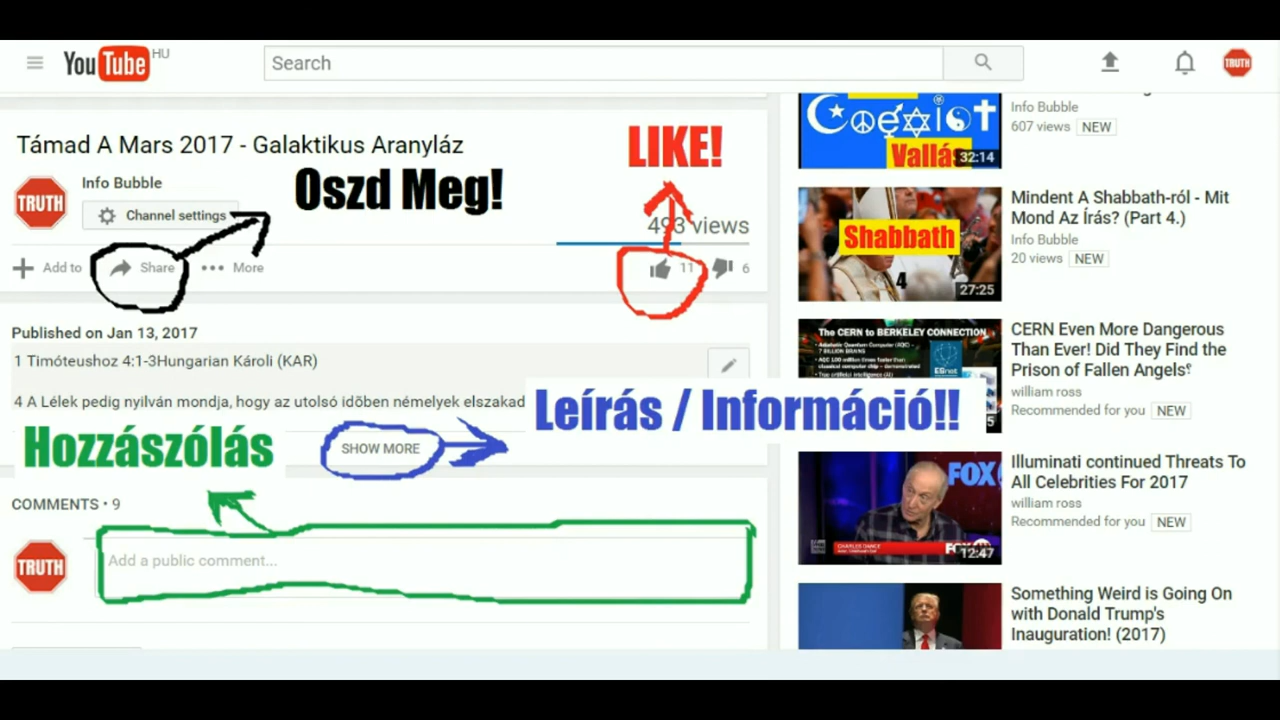 YouTube HU
Search
TRUTH
Támad A Mars 2017 - Galaktikus Aranyláz
TRUTH
Info Bubble
Channel settings
Oszd Meg!
LIKE!
493 views
Add to
Share
More
11
6
Published on Jan 13, 2017
1 Timóteushoz 4:1-3Hungarian Károli (KAR)
4 A Lélek pedig nyilván mondja, hogy az utolsó időben némelyek elszakad
Leírás / Információ!!
Hozzászólás
SHOW MORE
COMMENTS • 9
TRUTH
Add a public comment...
Coexist
Vallás
32:14
Info Bubble
607 views NEW
Shabbath
4
27:25
Mindent A Shabbath-ról - Mit
Mond Az Írás? (Part 4.)
Info Bubble
20 views NEW
The CERN to BERKELEY CONNECTION
ESnet
5
CERN Even More Dangerous
Than Ever! Did They Find the
Prison of Fallen Angels
william ross
Recommended for you NEW
FOX
CHARLES DANCE
FOX
12:47
Illuminati continued Threats To
All Celebrities For 2017
william ross
Recommended for you NEW
Something Weird is Going On
with Donald Trump's
Inauguration! (2017)